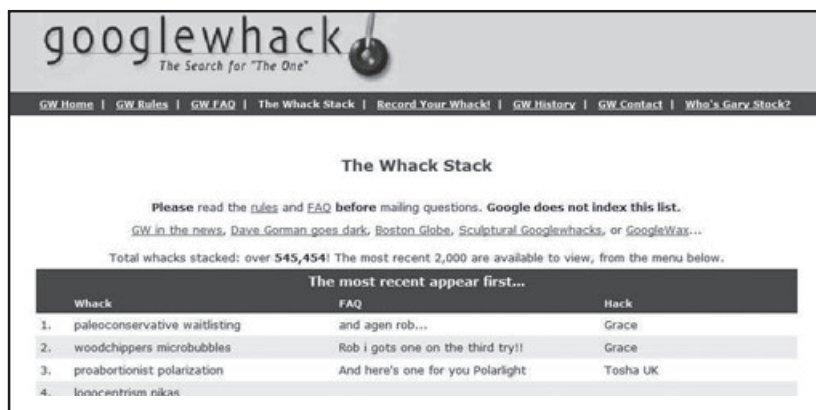 googlewhack
The Search for "The One"
GW Home | GW Rules | GW FAQ | The Whack Stack | Record Your Whack! | GW History | GW Contact | Who's Gary Stock?
The Whack Stack
Please read the rules and FAQ before mailing questions. Google does not index this list.
GW in the news, Dave Gorman goes dark, Boston Globe, Sculptural Googlewhacks, or GoogleWax...
Total whacks stacked: over 545,454! The most recent 2,000 are available to view, from the menu below.
The most recent appear first...
Whack FAQ Hack
1. paleoconservative waitlisting and agen rob... Grace
2. woodchippers microbubbles Rob i gots one on the third try!! Grace
3. proabortionist polarization And here's one for you Polarlight Tosha UK
4. logocentrism pikas